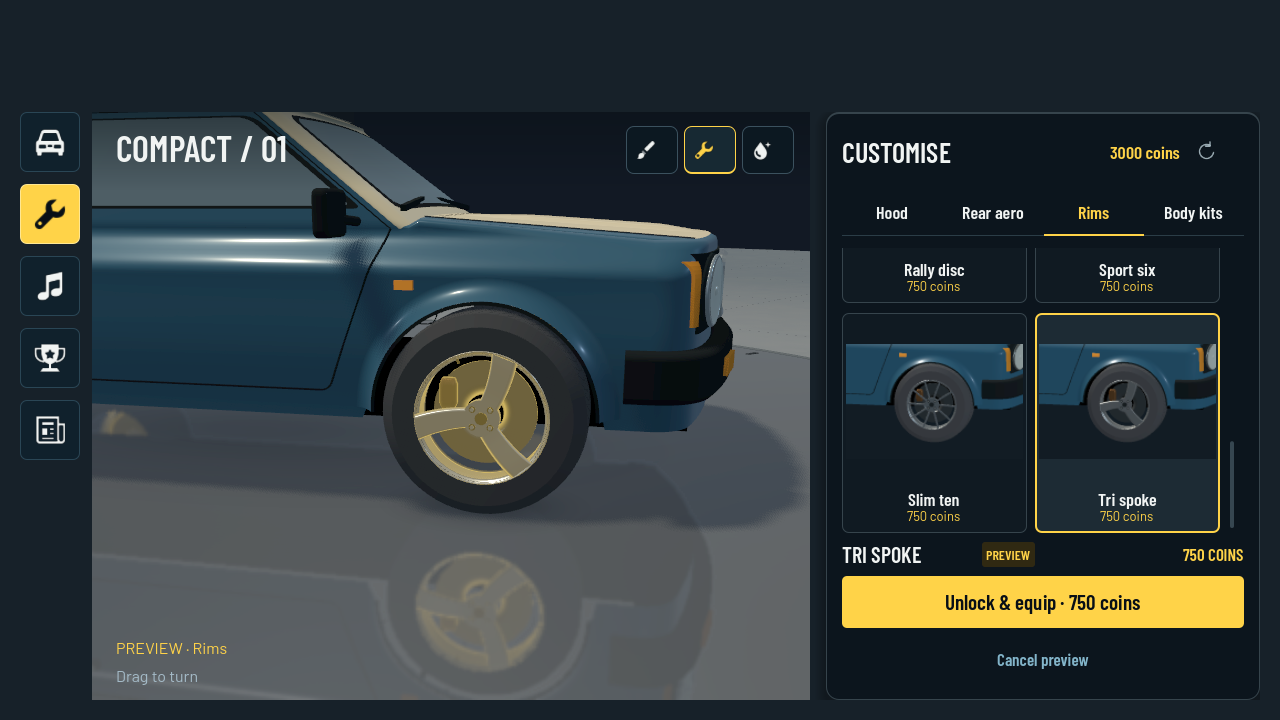 COMPACT / 01
CUSTOMISE
3000 coins
Hood
Rear aero
Rims
Body kits
Rally disc
750 coins
Sport six
750 coins
Slim ten
750 coins
Tri spoke
750 coins
TRI SPOKE
PREVIEW
750 COINS
Unlock & equip · 750 coins
Cancel preview
PREVIEW · Rims
Drag to turn